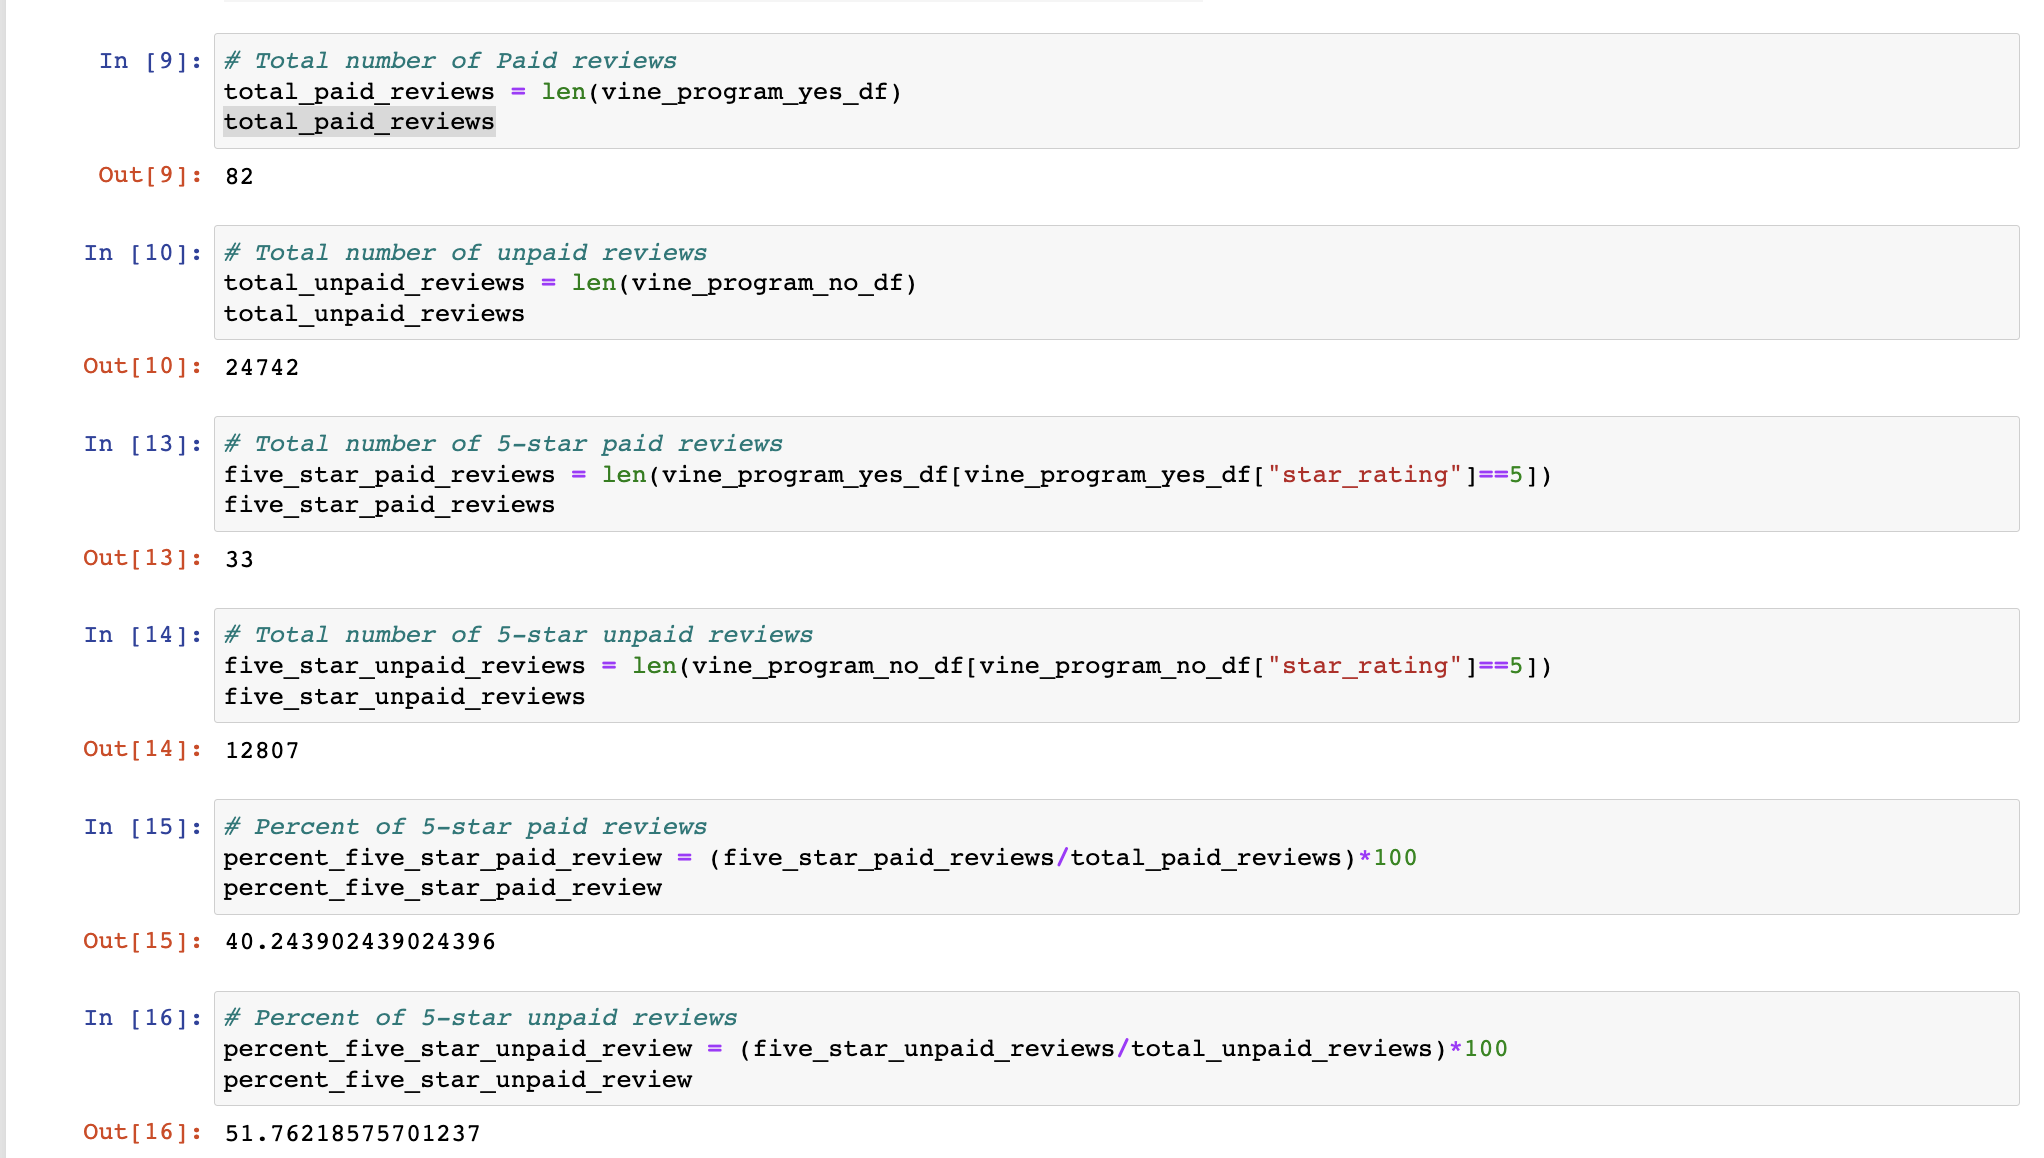 In [9]: # Total number of Paid reviews
total_paid_reviews = len(vine_program_yes_df)
total_paid_reviews
Out[9]: 82
In [10]: # Total number of unpaid reviews
total_unpaid_reviews = len(vine_program_no_df)
total_unpaid_reviews
Out[10]: 24742
In [13]: # Total number of 5-star paid reviews
five_star_paid_reviews = len(vine_program_yes_df[vine_program_yes_df["star_rating"]==5])
five_star_paid_reviews
Out[13]: 33
In [14]: # Total number of 5-star unpaid reviews
five_star_unpaid_reviews = len(vine_program_no_df[vine_program_no_df["star_rating"]==5])
five_star_unpaid_reviews
Out[14]: 12807
In [15]: # Percent of 5-star paid reviews
percent_five_star_paid_review = (five_star_paid_reviews/total_paid_reviews)*100
percent_five_star_paid_review
Out[15]: 40.243902439024396
In [16]: # Percent of 5-star unpaid reviews
percent_five_star_unpaid_review = (five_star_unpaid_reviews/total_unpaid_reviews)*100
percent_five_star_unpaid_review
Out[16]: 51.76218575701237